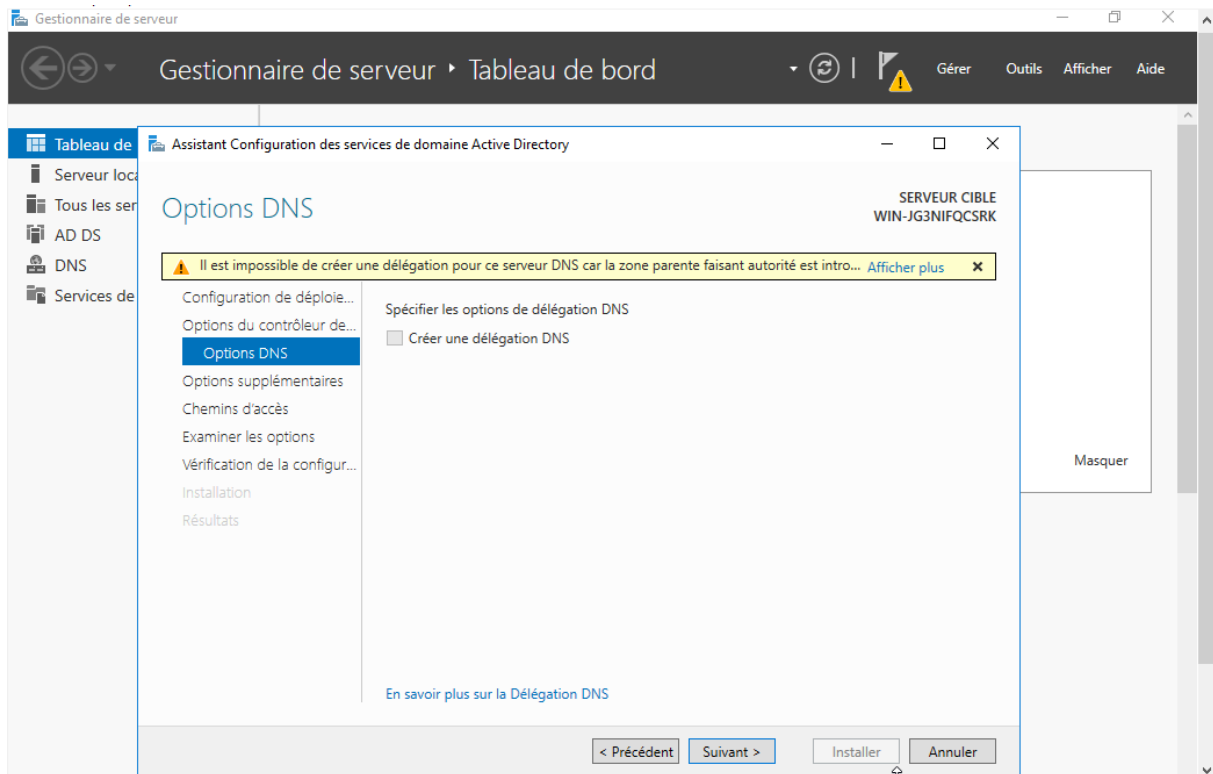 Gestionnaire de serveur
Gestionnaire de serveur Tableau de bord
Gérer Outils Afficher Aide
Tableau de
Serveur loca
Tous les ser
AD DS
DNS
Services de
Assistant Configuration des services de domaine Active Directory
Options DNS
SERVEUR CIBLE
WIN-JG3NIFQCSRK
Il est impossible de créer une délégation pour ce serveur DNS car la zone parente faisant autorité est intro... Afficher plus
Configuration de déploie...
Options du contrôleur de...
Options DNS
Options supplémentaires
Chemins d'accès
Examiner les options
Vérification de la configur...
Installation
Résultats
Spécifier les options de délégation DNS
Créer une délégation DNS
En savoir plus sur la Délégation DNS
Masquer
< Précédent Suivant > Installer Annuler